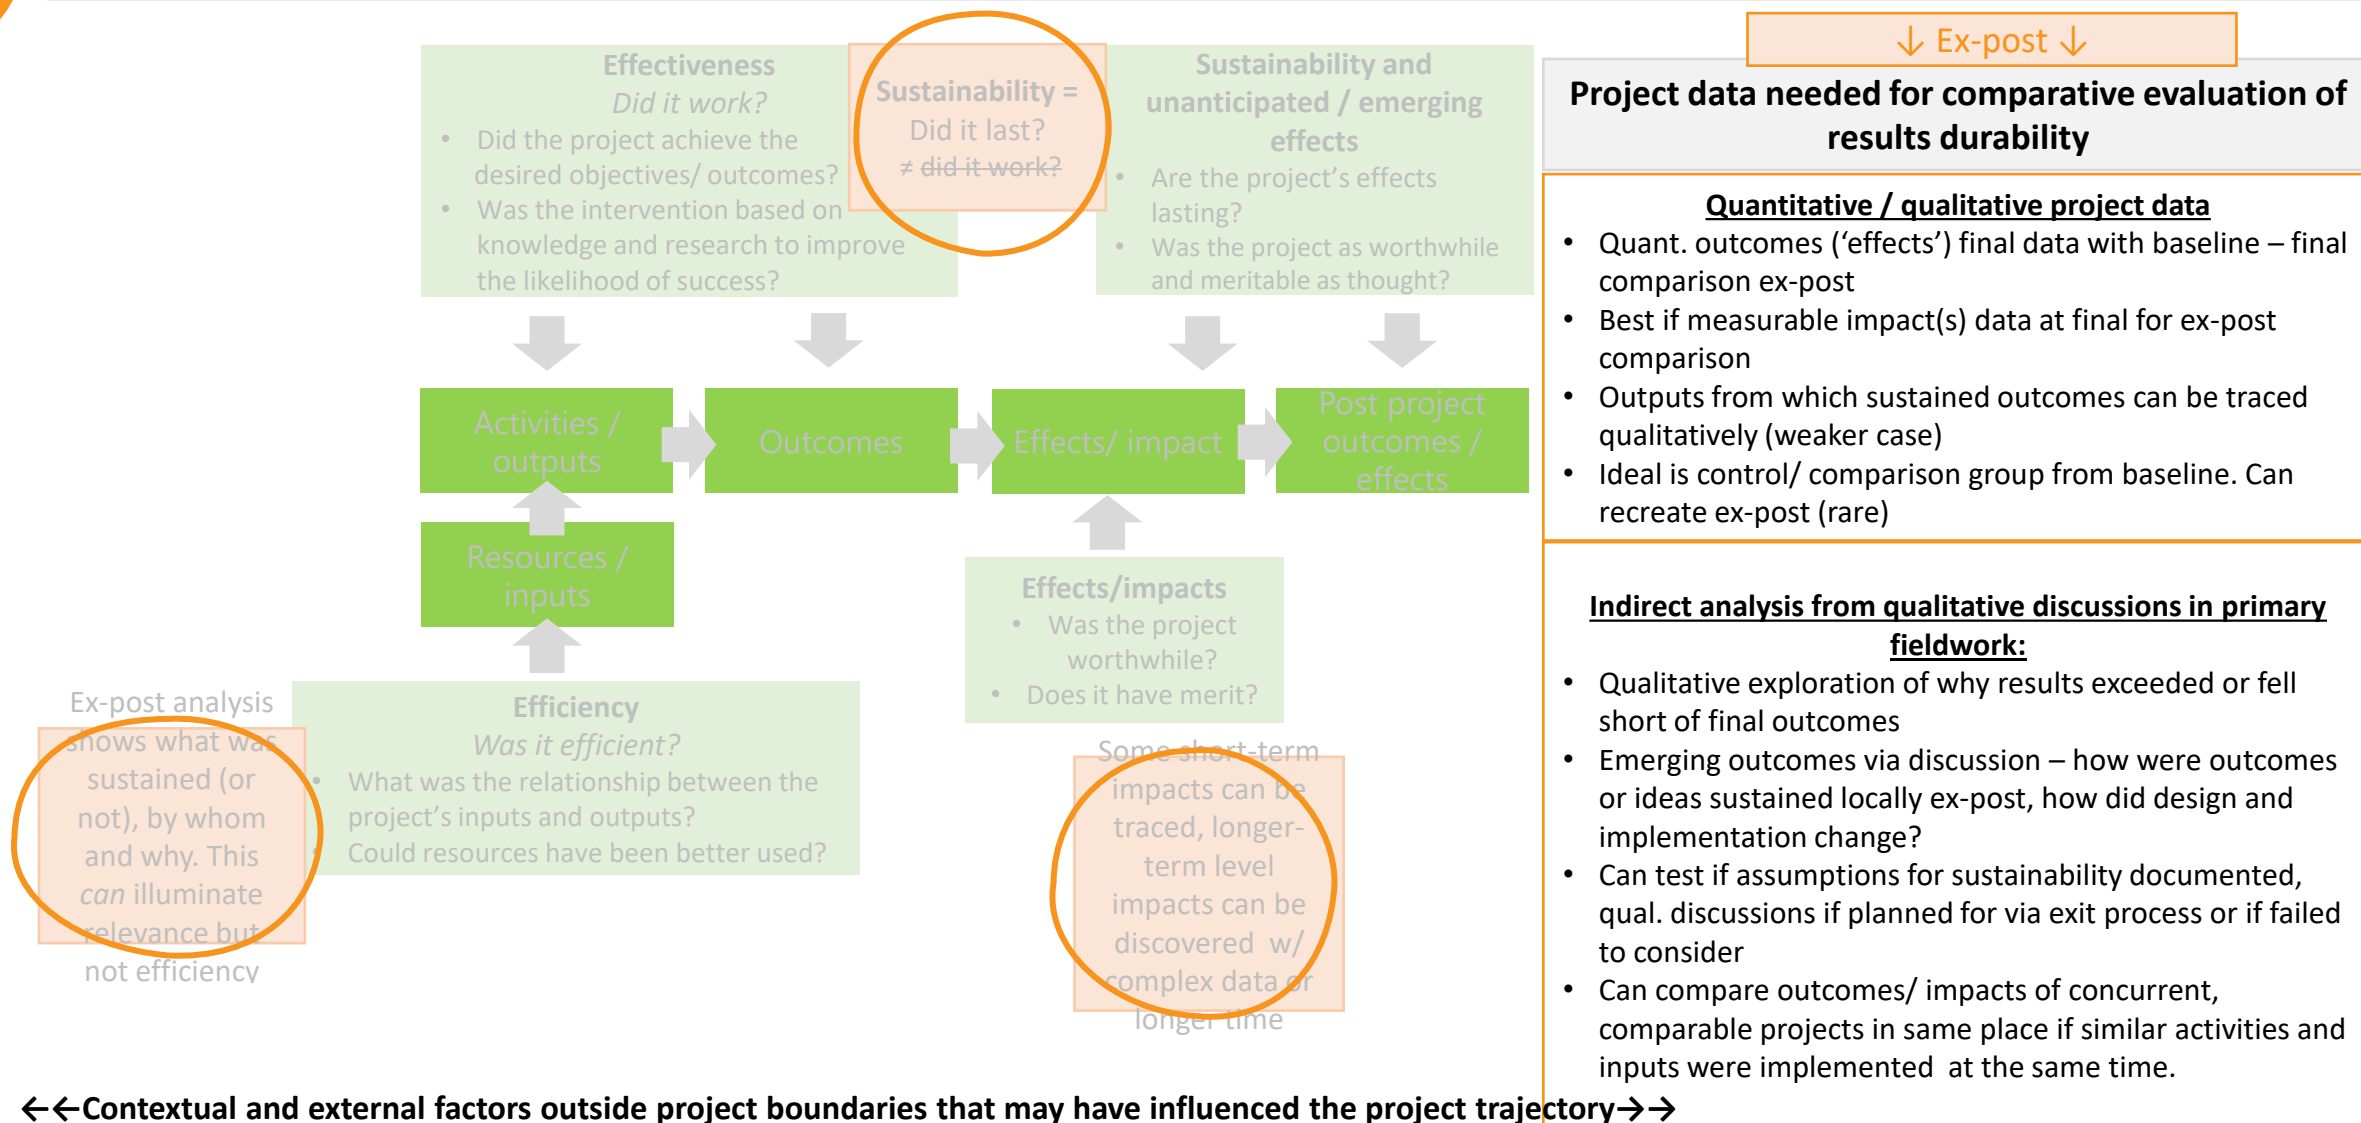 Effectiveness
Did it work?
• Did the project achieve the
desired objectives/ outcomes?
• Was the intervention based on
knowledge and research to improve
the likelihood of success?
Sustainability =
Did it last?
≠ did it work?
Sustainability and
unanticipated / emerging
effects
• Are the project's effects
lasting?
• Was the project as worthwhile
and meritable as thought?
Activities /
outputs
Outcomes
Effects/ impact
Post project
outcomes /
effects
Resources /
inputs
Effects/impacts
• Was the project
worthwhile?
• Does it have merit?
Ex-post analysis
shows what was
sustained (or
not), by whom
and why. This
can illuminate
relevance but
not efficiency
Efficiency
Was it efficient?
• What was the relationship between the
project's inputs and outputs?
• Could resources have been better used?
Some short-term
impacts can be
traced, longer-
term level
impacts can be
discovered w/
complex data or
longer time
↓ Ex-post ↓
Project data needed for comparative evaluation of
results durability
Quantitative / qualitative project data
• Quant. outcomes ('effects') final data with baseline – final
comparison ex-post
• Best if measurable impact(s) data at final for ex-post
comparison
• Outputs from which sustained outcomes can be traced
qualitatively (weaker case)
• Ideal is control/ comparison group from baseline. Can
recreate ex-post (rare)
Indirect analysis from qualitative discussions in primary
fieldwork:
• Qualitative exploration of why results exceeded or fell
short of final outcomes
• Emerging outcomes via discussion – how were outcomes
or ideas sustained locally ex-post, how did design and
implementation change?
• Can test if assumptions for sustainability documented,
qual. discussions if planned for via exit process or if failed
to consider
• Can compare outcomes/ impacts of concurrent,
comparable projects in same place if similar activities and
inputs were implemented at the same time.
←←Contextual and external factors outside project boundaries that may have influenced the project trajectory→→